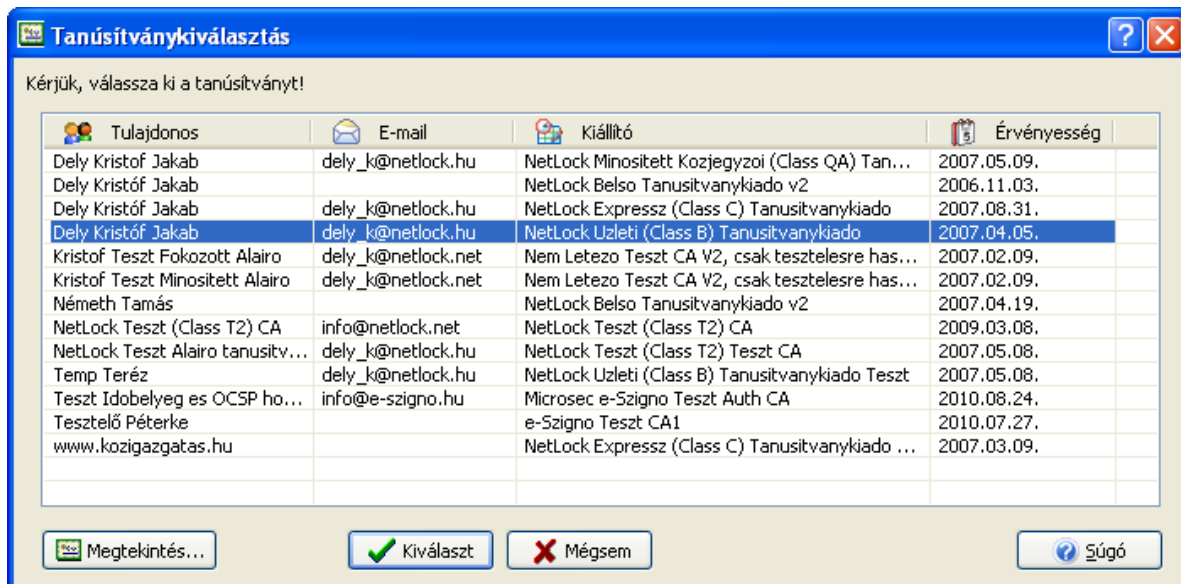 Tanúsítványkiválasztás
Kérjük, válassza ki a tanúsítványt!
Tulajdonos E-mail Kiállító Érvényesség
Dely Kristof Jakab dely_k@netlock.hu NetLock Minositett Kozjegyzoi (Class QA) Tan... 2007.05.09.
Dely Kristóf Jakab NetLock Belso Tanusitvanykiado v2 2006.11.03.
Dely Kristóf Jakab dely_k@netlock.hu NetLock Expressz (Class C) Tanusitvanykiado 2007.08.31.
Dely Kristóf Jakab dely_k@netlock.hu NetLock Uzleti (Class B) Tanusitvanykiado 2007.04.05.
Kristof Teszt Fokozott Alairo dely_k@netlock.net Nem Letezo Teszt CA V2, csak tesztelesre has... 2007.02.09.
Kristof Teszt Minositett Alairo dely_k@netlock.net Nem Letezo Teszt CA V2, csak tesztelesre has... 2007.02.09.
Németh Tamás NetLock Belso Tanusitvanykiado v2 2007.04.19.
NetLock Teszt (Class T2) CA info@netlock.net NetLock Teszt (Class T2) CA 2009.03.08.
NetLock Teszt Alairo tanusitv... dely_k@netlock.hu NetLock Teszt (Class T2) Teszt CA 2007.05.08.
Temp Teréz dely_k@netlock.hu NetLock Uzleti (Class B) Tanusitvanykiado Teszt 2007.05.08.
Teszt Idobelyeg es OCSP ho... info@e-szigno.hu Microsec e-Szigno Teszt Auth CA 2010.08.24.
Tesztelő Péterke e-Szigno Teszt CA1 2010.07.27.
www.kozigazgatas.hu NetLock Expressz (Class C) Tanusitvanykiado ... 2007.03.09.
Megtekintés... Kiválaszt Mégsem Súgó